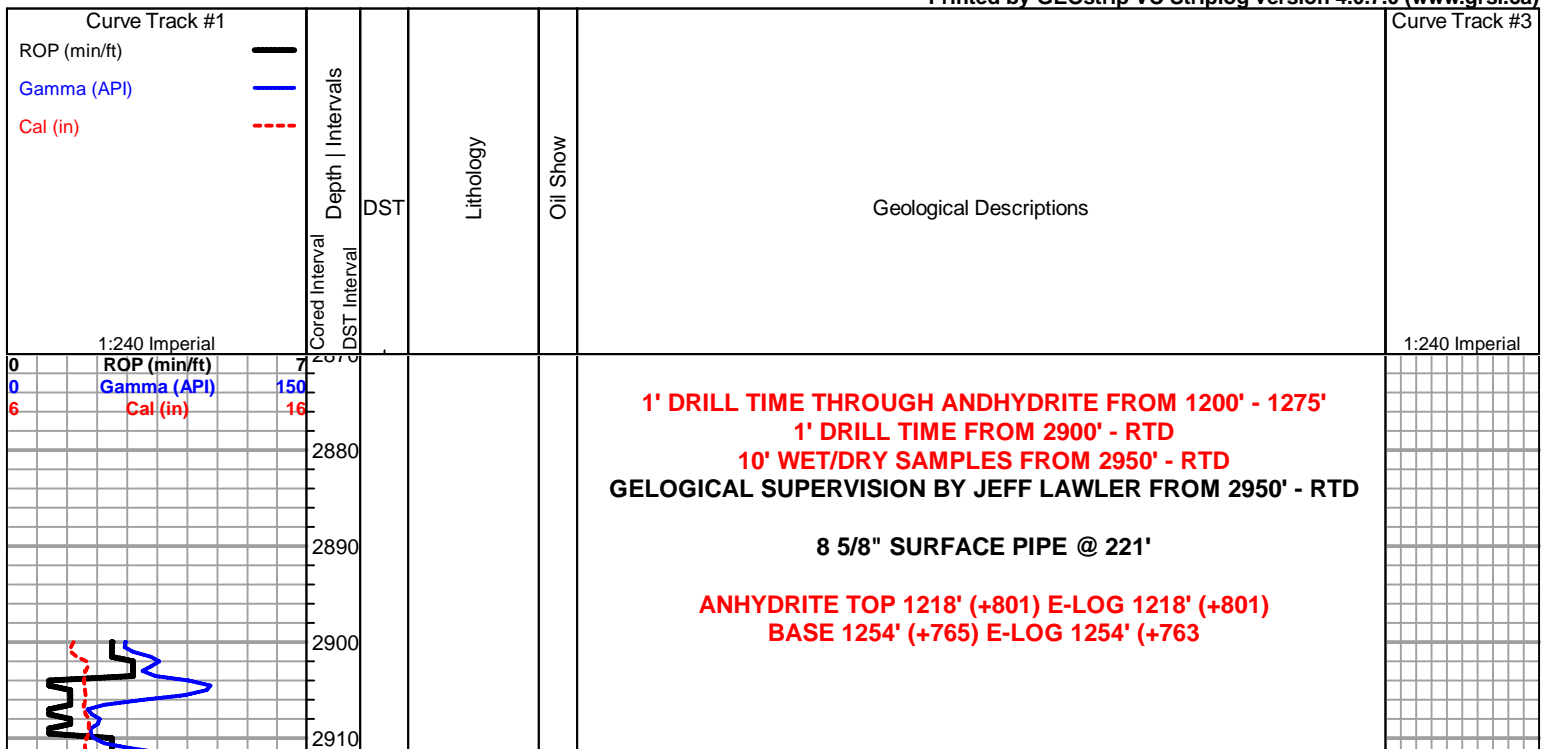 Curve Track #1
ROP (min/ft)
Gamma (API)
Cal (in)
1:240 Imperial
Depth | Intervals
Cored Interval
DST Interval
DST
Lithology
Oil Show
Geological Descriptions
Curve Track #3
1:240 Imperial
0 ROP (min/ft) 7
0 Gamma (API) 150
6 Cal (in) 16
2870
2880
2890
2900
2910
1' DRILL TIME THROUGH ANDHYDRITE FROM 1200' - 1275'
1' DRILL TIME FROM 2900' - RTD
10' WET/DRY SAMPLES FROM 2950' - RTD
GELOGICAL SUPERVISION BY JEFF LAWLER FROM 2950' - RTD
8 5/8" SURFACE PIPE @ 221'
ANHYDRITE TOP 1218' (+801) E-LOG 1218' (+801)
BASE 1254' (+765) E-LOG 1254' (+763